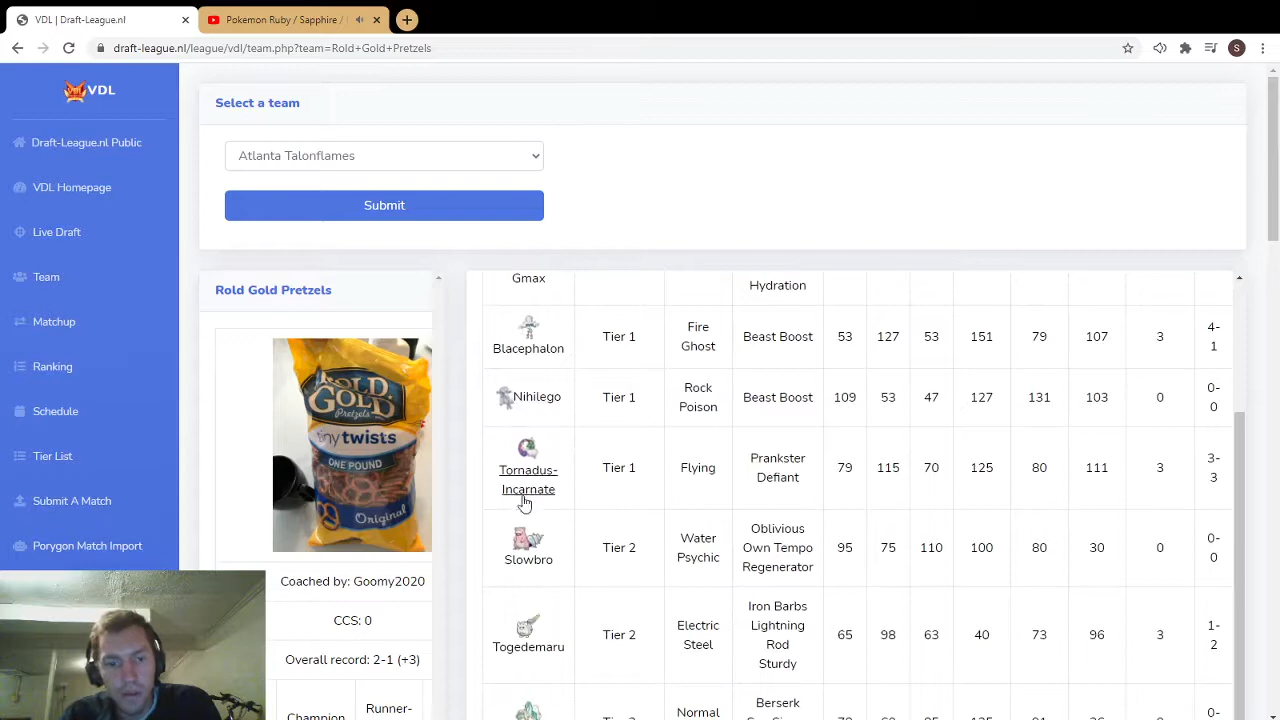 VDL | Draft-League.nl
Pokemon Ruby / Sapphire /
draft-league.nl/league/vdl/team.php?team=Rold+Gold+Pretzels
S
VDL
Draft-League.nl Public
VDL Homepage
Live Draft
Team
Matchup
Ranking
Schedule
Tier List
Submit A Match
Porygon Match Import
Select a team
Atlanta Talonflames
Submit
Rold Gold Pretzels
ROLD
GOLD
Pretzels
tiny twists
ONE POUND
Original
Coached by: Goomy2020
CCS: 0
Overall record: 2-1 (+3)
Champion
Runner-
Gmax Hydration
Blacephalon Tier 1 Fire Ghost Beast Boost 53 127 53 151 79 107 3 4-1
Nihilego Tier 1 Rock Poison Beast Boost 109 53 47 127 131 103 0 0-0
Tornadus-Incarnate Tier 1 Flying Prankster Defiant 79 115 70 125 80 111 3 3-3
Slowbro Tier 2 Water Psychic Oblivious Own Tempo Regenerator 95 75 110 100 80 30 0 0-0
Togedemaru Tier 2 Electric Steel Iron Barbs Lightning Rod Sturdy 65 98 63 40 73 96 3 1-2
Normal Berserk